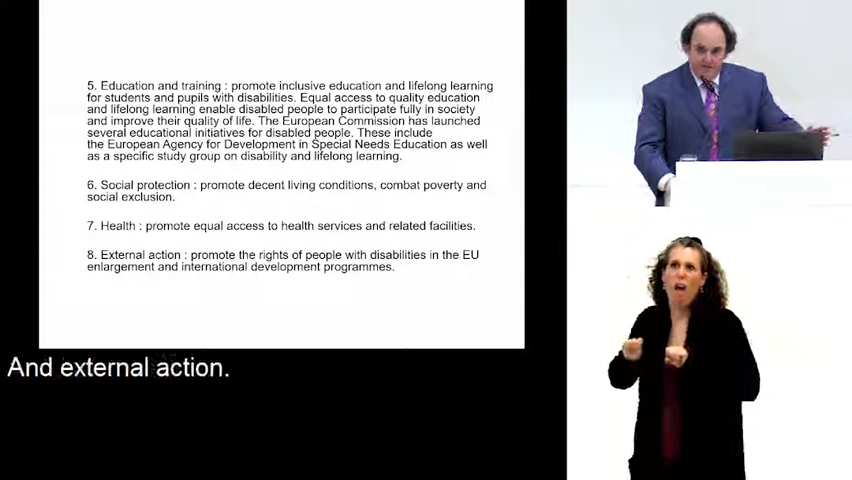 5. Education and training : promote inclusive education and lifelong learning
for students and pupils with disabilities. Equal access to quality education
and lifelong learning enable disabled people to participate fully in society
and improve their quality of life. The European Commission has launched
several educational initiatives for disabled people. These include
the European Agency for Development in Special Needs Education as well
as a specific study group on disability and lifelong learning.
6. Social protection : promote decent living conditions, combat poverty and
social exclusion.
7. Health : promote equal access to health services and related facilities.
8. External action : promote the rights of people with disabilities in the EU
enlargement and international development programmes.
And external action.